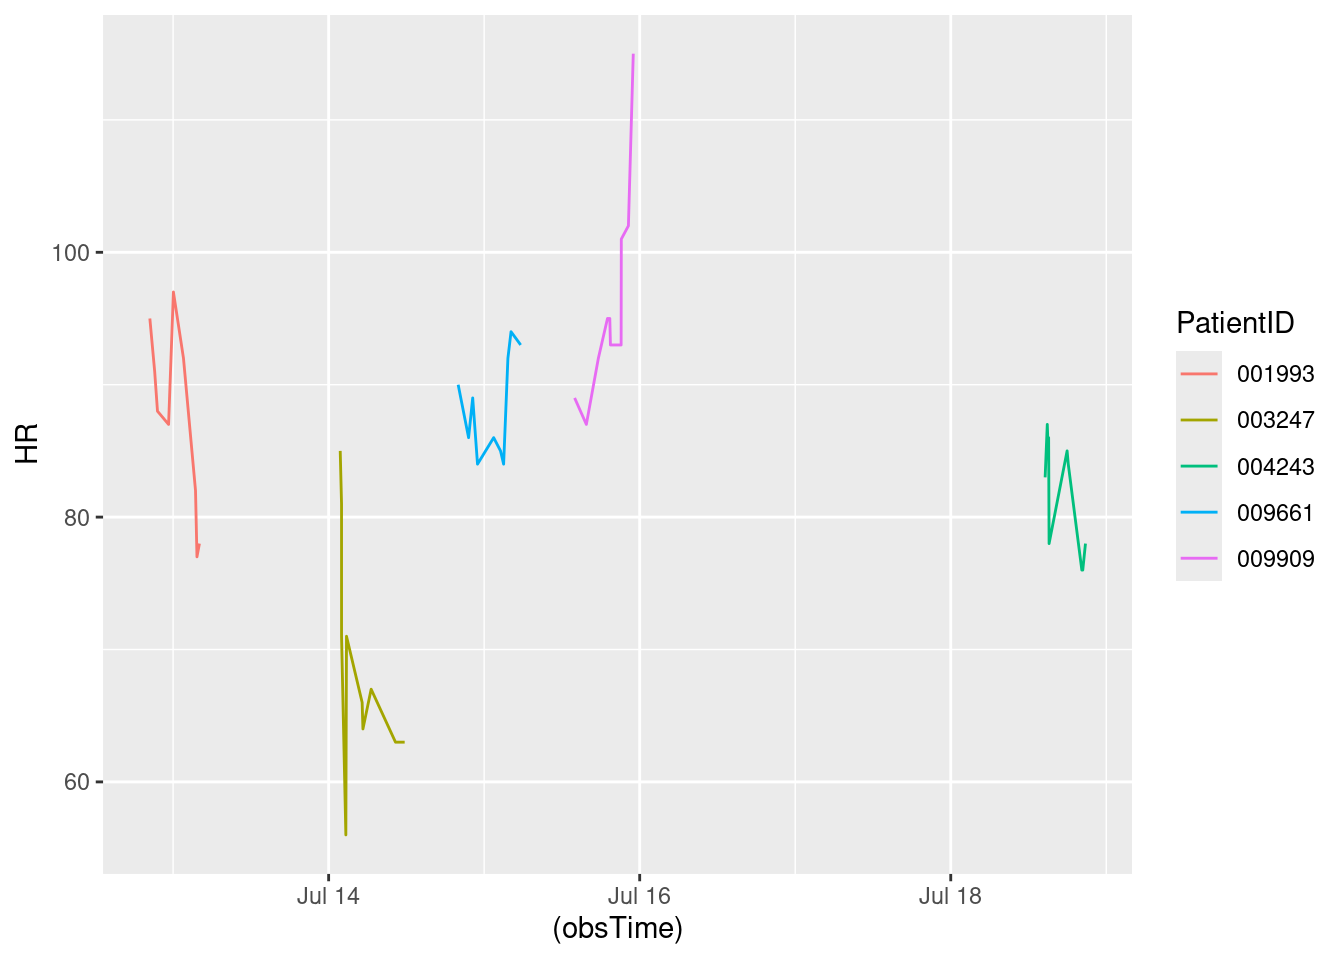 HR
100
80
60
Jul 14
Jul 16
Jul 18
(obsTime)
PatientID
001993
003247
004243
009661
009909